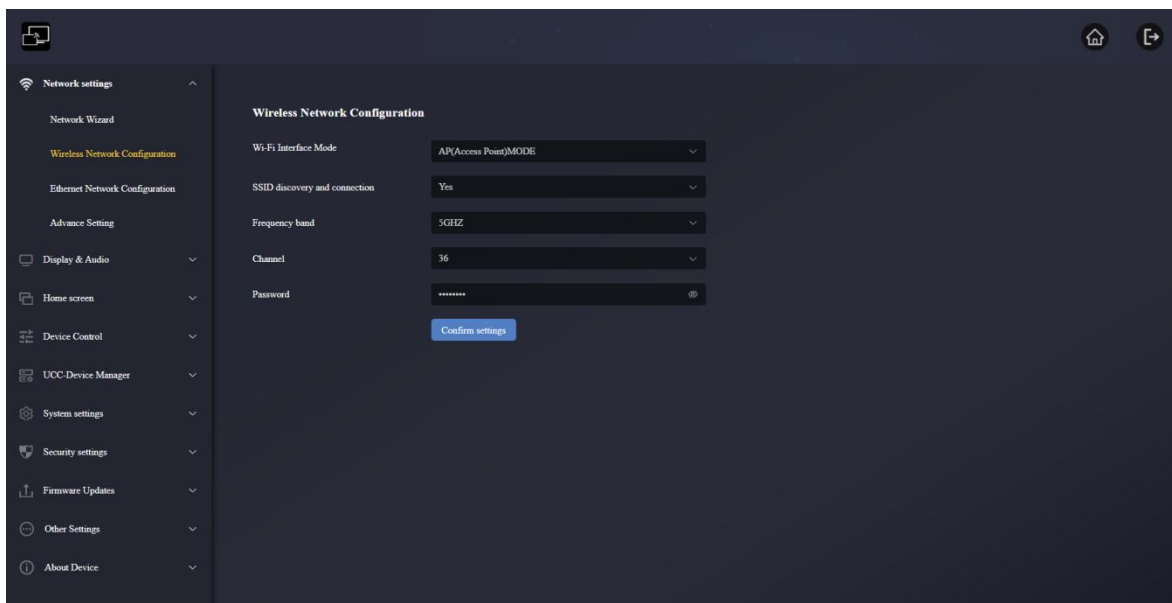 Network settings
Network Wizard
Wireless Network Configuration
Ethernet Network Configuration
Advance Setting
Display & Audio
Home screen
Device Control
UCC-Device Manager
System settings
Security settings
Firmware Updates
Other Settings
About Device
Wireless Network Configuration
Wi-Fi Interface Mode
AP(Access Point)MODE
SSID discovery and connection
Yes
Frequency band
5GHZ
Channel
36
Password
••••••••
Confirm settings